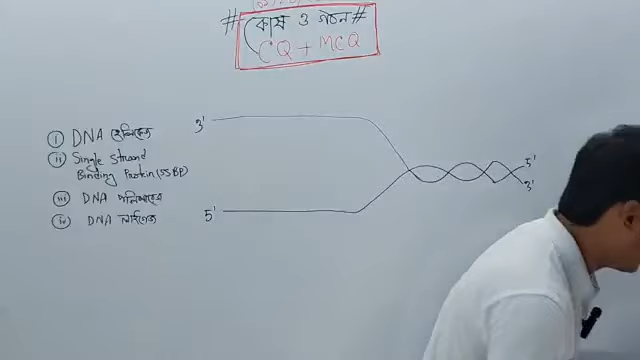 # কোষ ও গঠন #
CQ + MCQ
3'
i DNA হেলিকেজ
ii Single Strand
Binding Protein (SSBP)
5'
3'
iii DNA পলিমারেজ
iv DNA লাইগেজ
5'